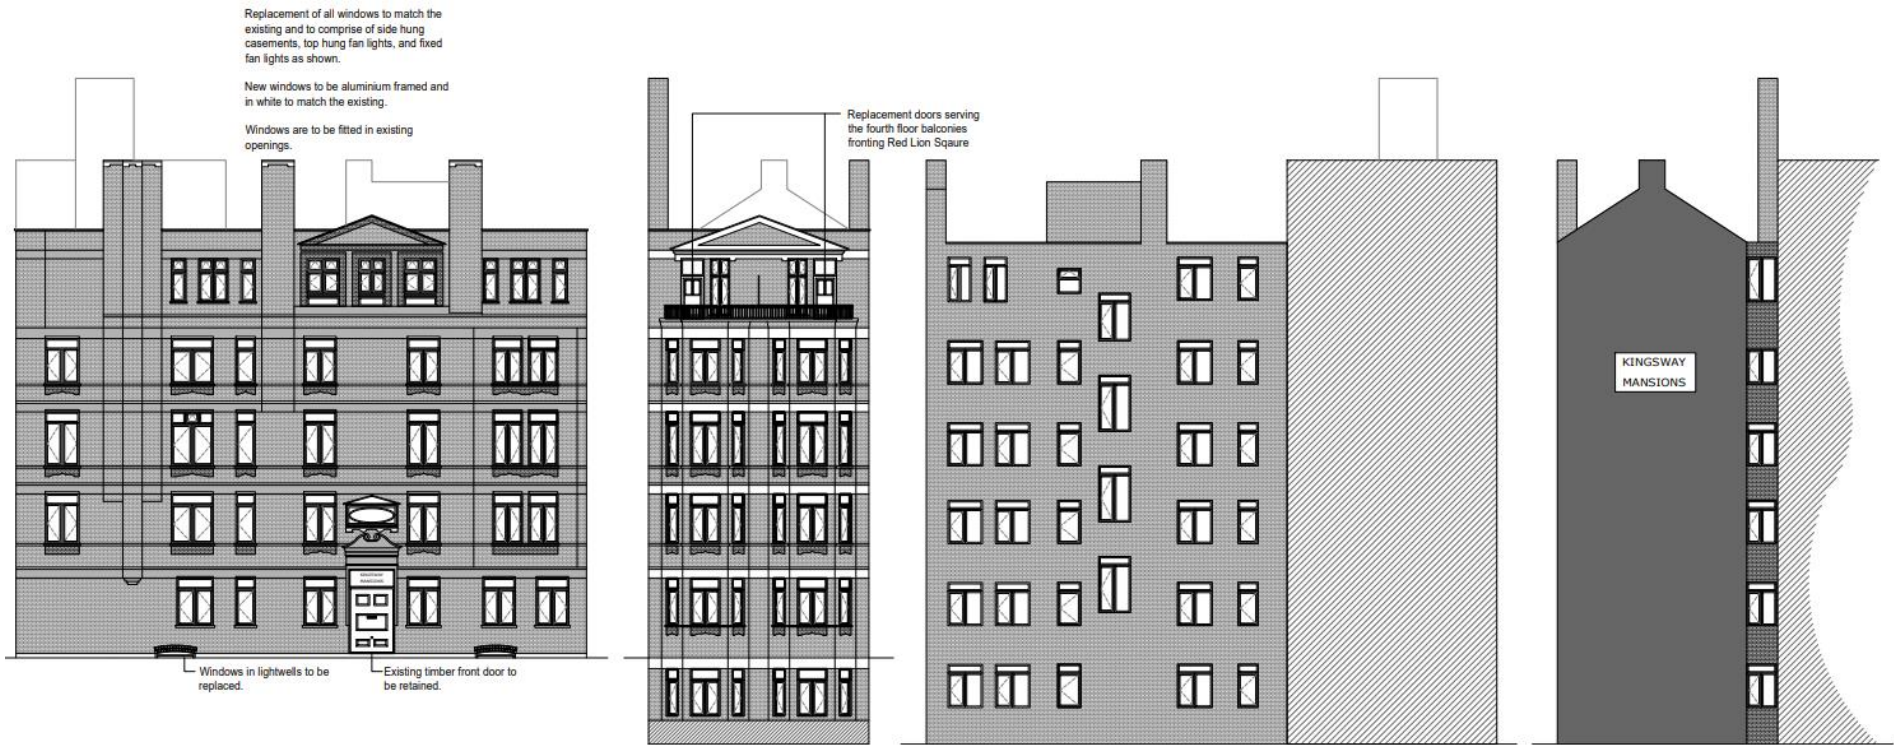 Replacement of all windows to match the
existing and to comprise of side hung
casements, top hung fan lights, and fixed
fan lights as shown.
New windows to be aluminium framed and
in white to match the existing.
Windows are to be fitted in existing
openings.
Replacement doors serving
the fourth floor balconies
fronting Red Lion Sqaure
KINGSWAY
MANSIONS
KINGSWAY
MANSIONS
Windows in lightwells to be
replaced.
Existing timber front door to
be retained.